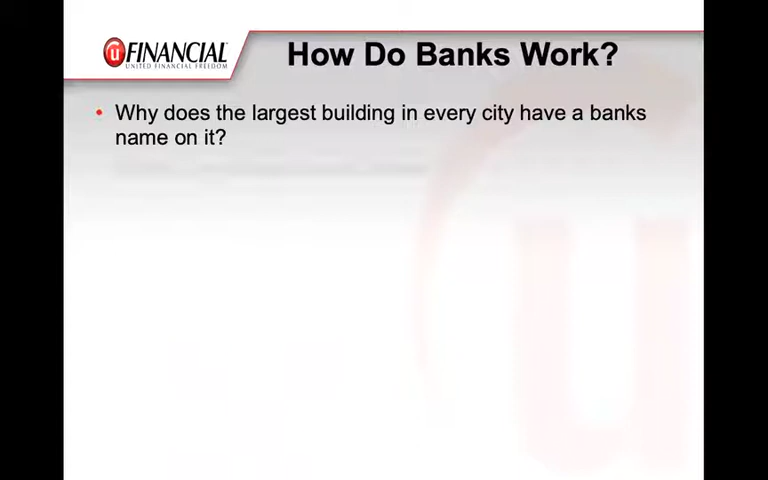 u FINANCIAL
UNITED FINANCIAL FREEDOM
How Do Banks Work?
• Why does the largest building in every city have a banks
name on it?
u